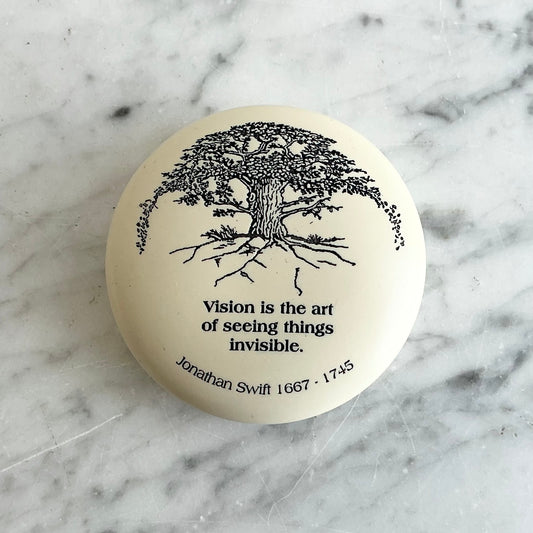 Vision is the art
of seeing things
invisible.
Jonathan Swift 1667 - 1745